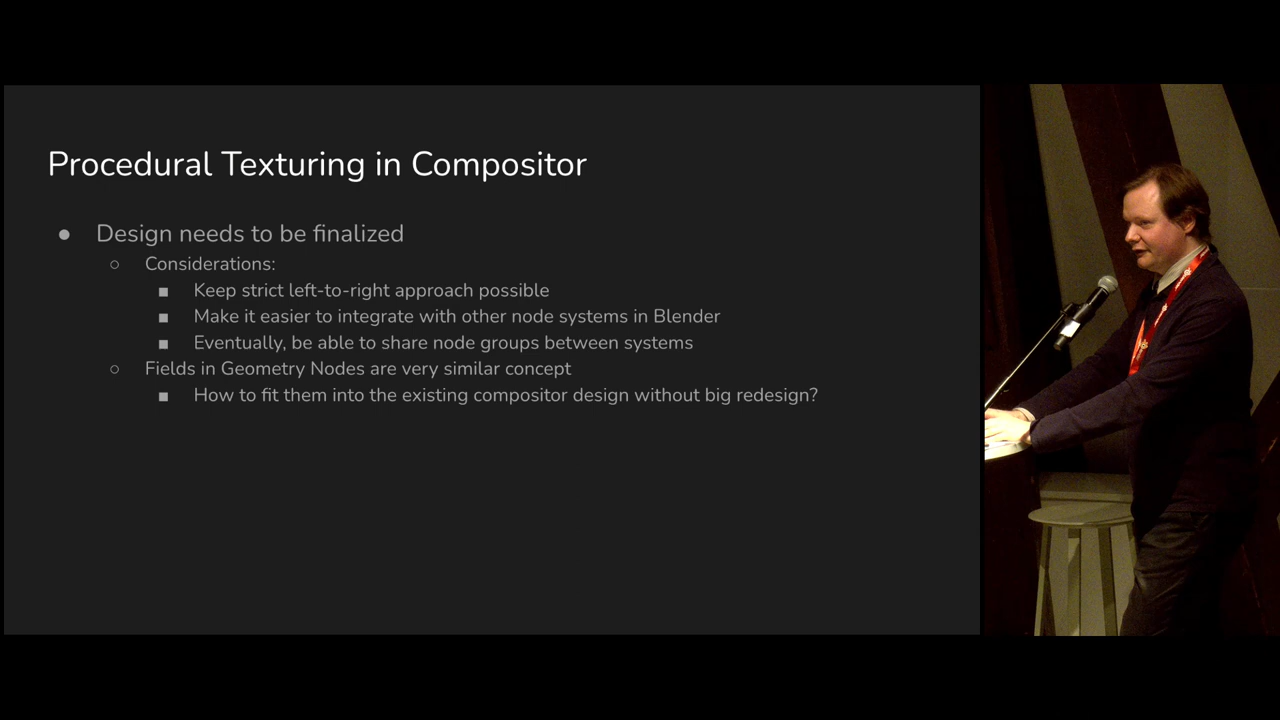 Procedural Texturing in Compositor
● Design needs to be finalized
○ Considerations:
■ Keep strict left-to-right approach possible
■ Make it easier to integrate with other node systems in Blender
■ Eventually, be able to share node groups between systems
○ Fields in Geometry Nodes are very similar concept
■ How to fit them into the existing compositor design without big redesign?